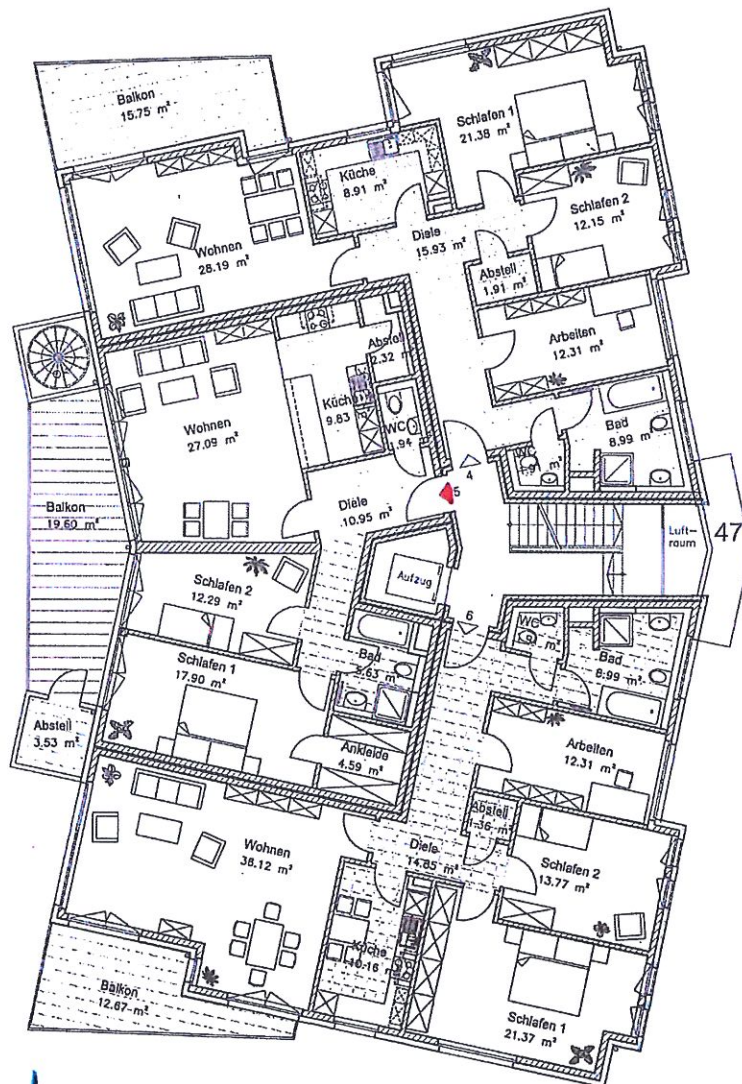 Balkon
15.75 m²
Schlafen 1
21.38 m²
Küche
8.91 m²
Schlafen 2
12.15 m²
Wohnen
28.19 m²
Diele
15.93 m²
Abstell
1.91 m²
Arbeiten
12.31 m²
Abstell
2.32
Küche
9.83
Wohnen
27.09 m²
WC
Bad
8.99 m²
WC
4
5
Diele
10.95 m²
Balkon
19.60 m²
Luft-
raum
47
Aufzug
Schlafen 2
12.29 m²
6
WC
Bad
8.99 m²
Bad
5.63 m²
Schlafen 1
17.90 m²
Abstell
3.53 m²
Ankleide
4.59 m²
Arbeiten
12.31 m²
Abstell
1.36 m²
Wohnen
38.12 m²
Diele
14.85 m²
Schlafen 2
13.77 m²
Küche
10.16 m²
Balkon
12.67 m²
Schlafen 1
21.37 m²